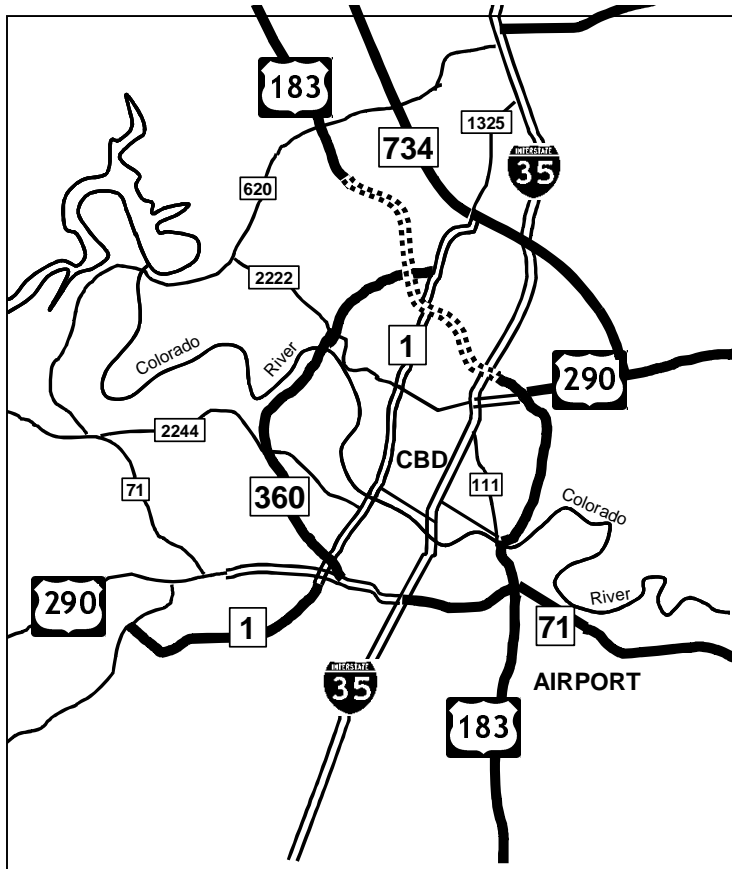 183
1325
734
INTERSTATE
35
620
2222
1
Colorado
River
290
2244
CBD
71
360
111
Colorado
290
River
1
71
INTERSTATE
35
AIRPORT
183